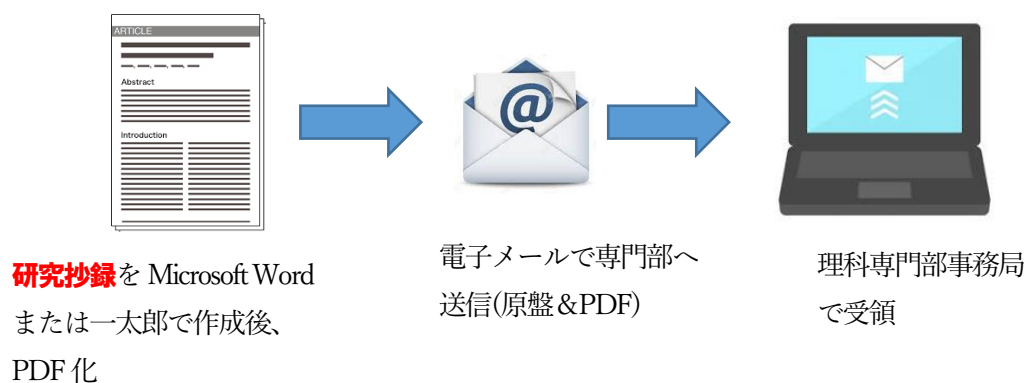 ARTICLE
Abstract
Introduction
@
研究抄録を Microsoft Word
または一太郎で作成後、
PDF 化
電子メールで専門部へ
送信(原盤&PDF)
理科専門部事務局
で受領